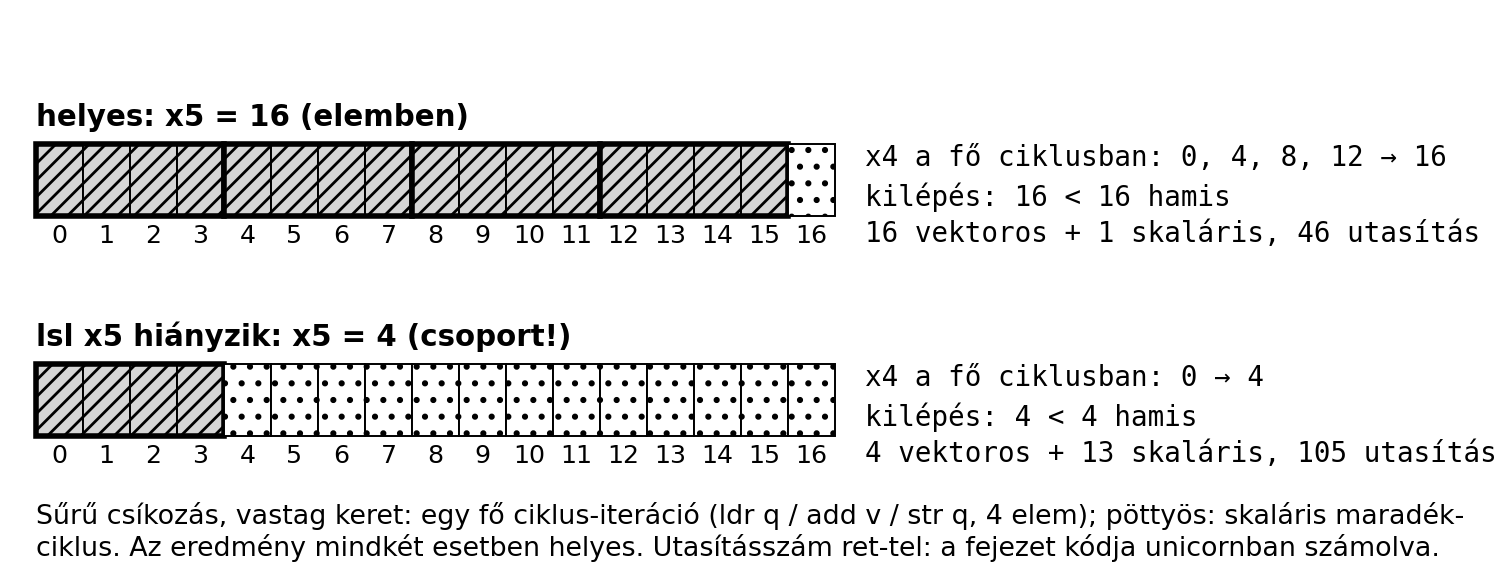 helyes: x5 = 16 (elemben)
x4 a fő ciklusban: 0, 4, 8, 12 → 16
kilépés: 16 < 16 hamis
16 vektoros + 1 skaláris, 46 utasítás
0 1 2 3 4 5 6 7 8 9 10 11 12 13 14 15 16
lsl x5 hiányzik: x5 = 4 (csoport!)
x4 a fő ciklusban: 0 → 4
kilépés: 4 < 4 hamis
4 vektoros + 13 skaláris, 105 utasítás
0 1 2 3 4 5 6 7 8 9 10 11 12 13 14 15 16
Sűrű csíkozás, vastag keret: egy fő ciklus-iteráció (ldr q / add v / str q, 4 elem); pöttyös: skaláris maradék-
ciklus. Az eredmény mindkét esetben helyes. Utasításszám ret-tel: a fejezet kódja unicornban számolva.